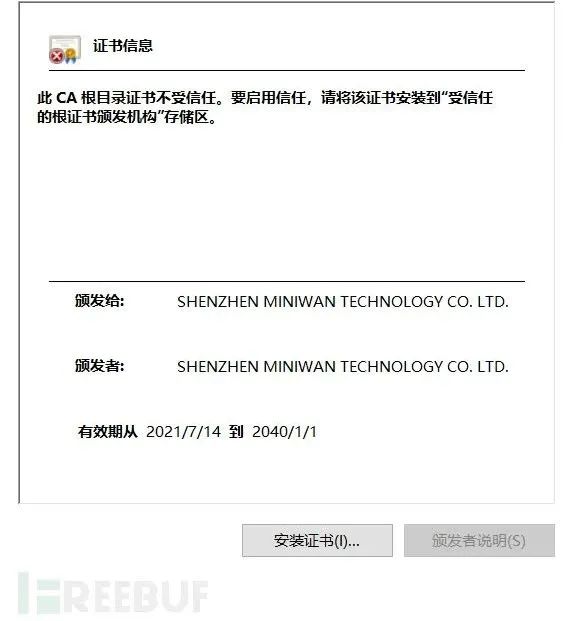 证书信息
此 CA 根目录证书不受信任。要启用信任，请将该证书安装到“受信任
的根证书颁发机构”存储区。
颁发给: SHENZHEN MINIWAN TECHNOLOGY CO. LTD.
颁发者: SHENZHEN MINIWAN TECHNOLOGY CO. LTD.
有效期从 2021/7/14 到 2040/1/1
安装证书(I)... 颁发者说明(S)
FREEBUF